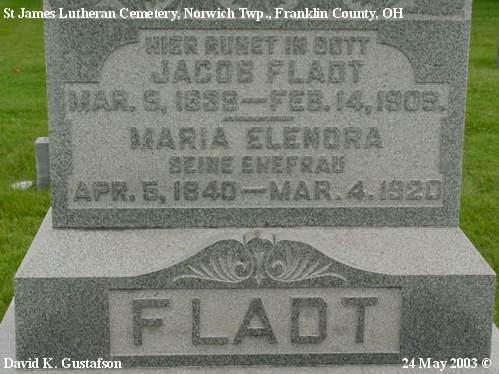 St James Lutheran Cemetery, Norwich Twp., Franklin County, OH
HIER RUHET IN GOTT
JACOB FLADT
MAR. 5, 1839—FEB. 14, 1909.
MARIA ELENORA
SEINE EHEFRAU
APR. 5, 1840—MAR. 4. 1920
FLADT
David K. Gustafson
24 May 2003 ©